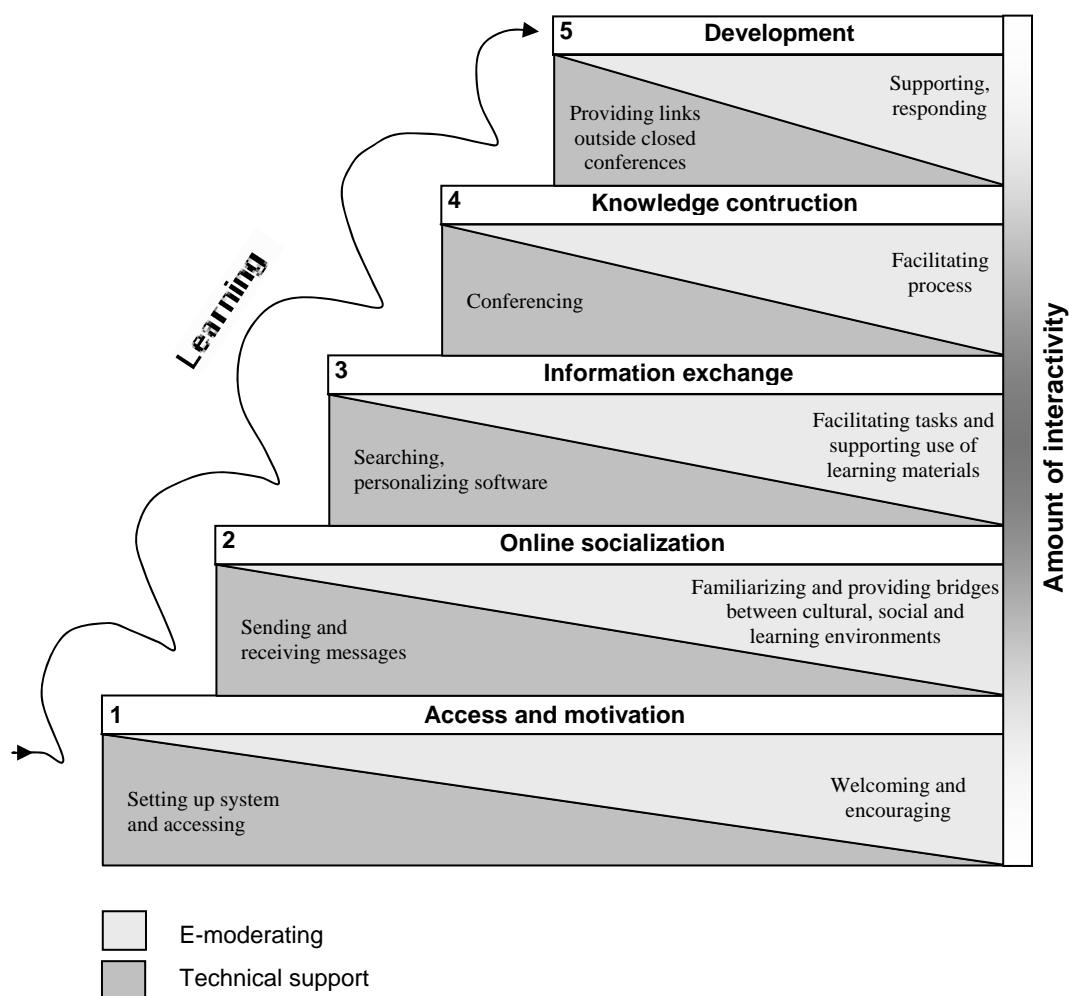 5 Development
Supporting,
responding
Providing links
outside closed
conferences
4 Knowledge contruction
Facilitating
process
Conferencing
Learning
3 Information exchange
Facilitating tasks and
supporting use of
learning materials
Searching,
personalizing software
2 Online socialization
Familiarizing and providing bridges
between cultural, social and
learning environments
Sending and
receiving messages
1 Access and motivation
Welcoming and
encouraging
Setting up system
and accessing
Amount of interactivity
E-moderating
Technical support